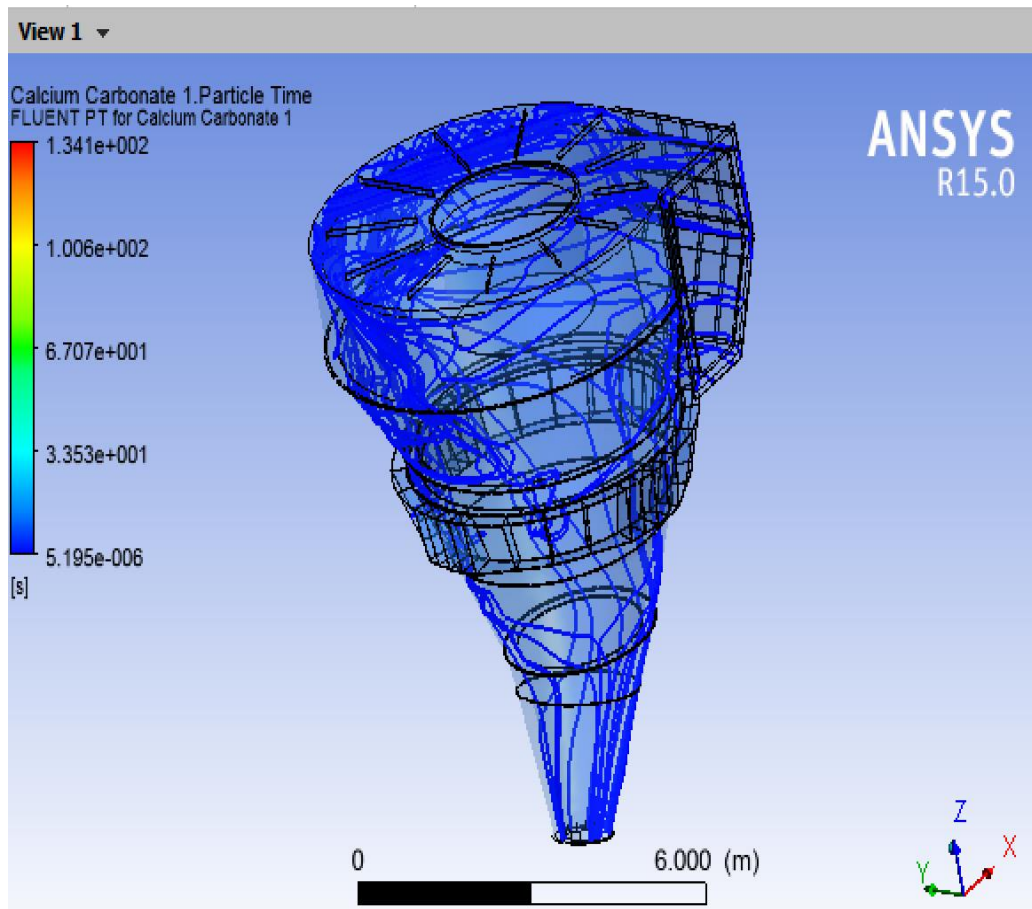 View 1
Calcium Carbonate 1.Particle Time
FLUENT PT for Calcium Carbonate 1
1.341e+002
1.006e+002
6.707e+001
3.353e+001
5.195e-006
[s]
ANSYS
R15.0
0 6.000 (m)
Z
X
Y